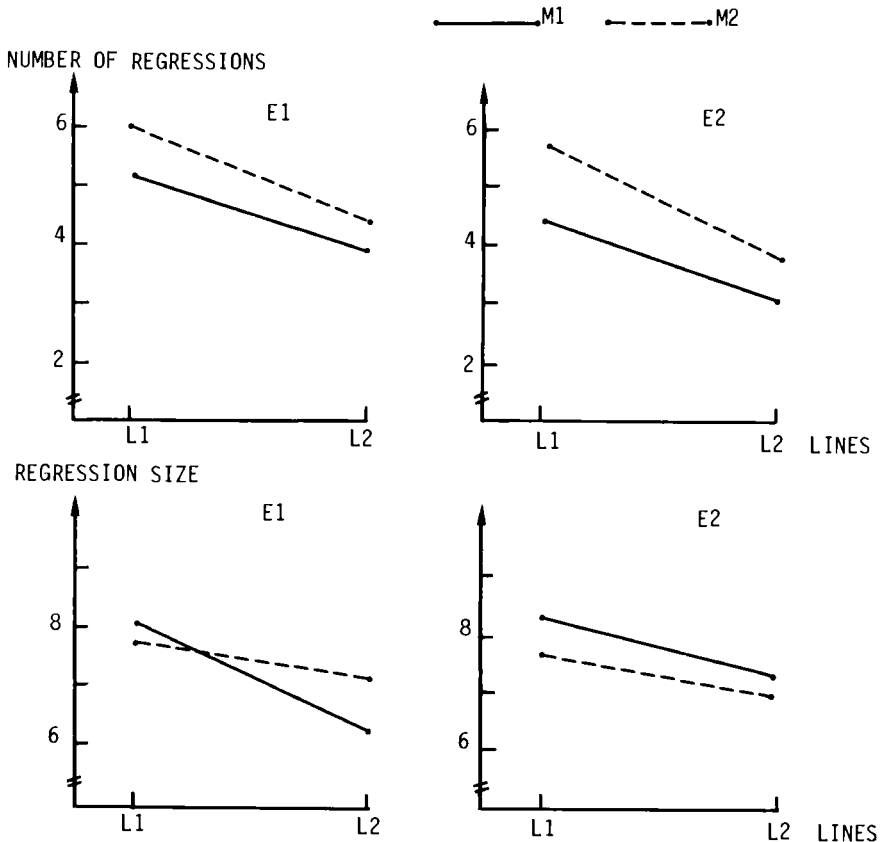 M1 M2
NUMBER OF REGRESSIONS
E1 E2
6 6
4 4
2 2
L1 L2 L1 L2 LINES
REGRESSION SIZE
E1 E2
8 8
6 6
L1 L2 L1 L2 LINES